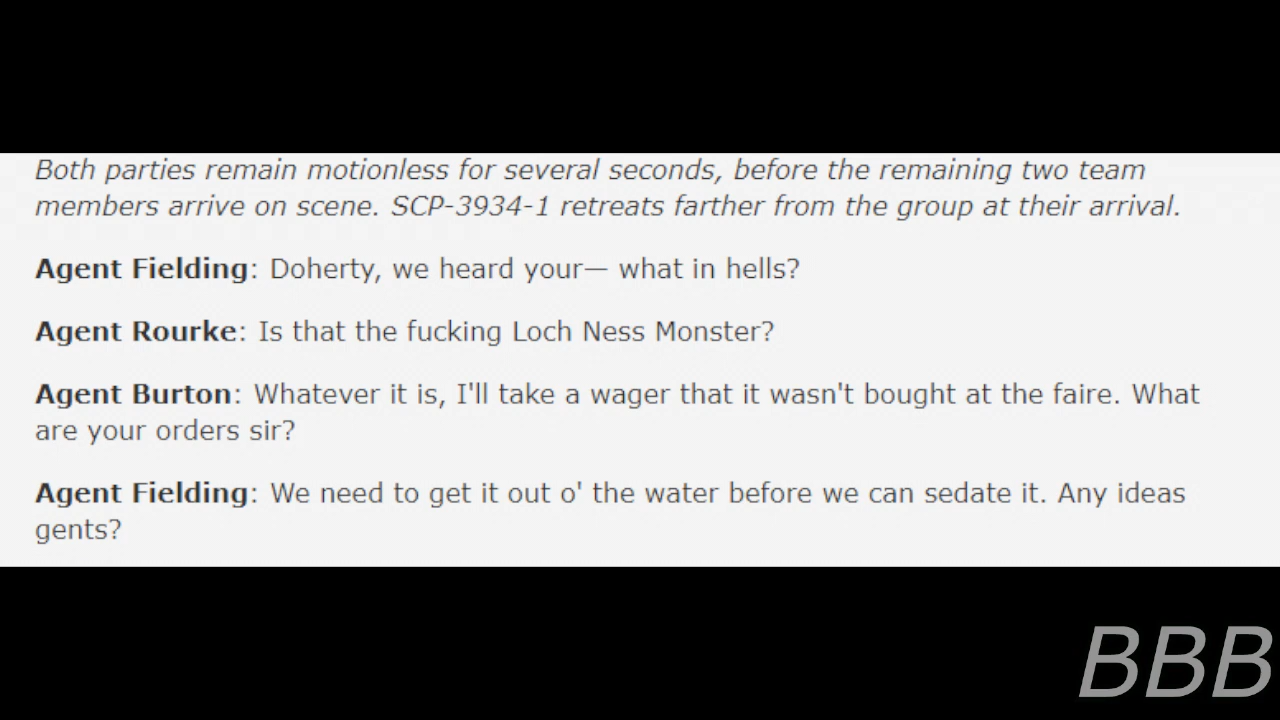 Both parties remain motionless for several seconds, before the remaining two team
members arrive on scene. SCP-3934-1 retreats farther from the group at their arrival.
Agent Fielding: Doherty, we heard your— what in hells?
Agent Rourke: Is that the fucking Loch Ness Monster?
Agent Burton: Whatever it is, I'll take a wager that it wasn't bought at the faire. What
are your orders sir?
Agent Fielding: We need to get it out o' the water before we can sedate it. Any ideas
gents?
BBB